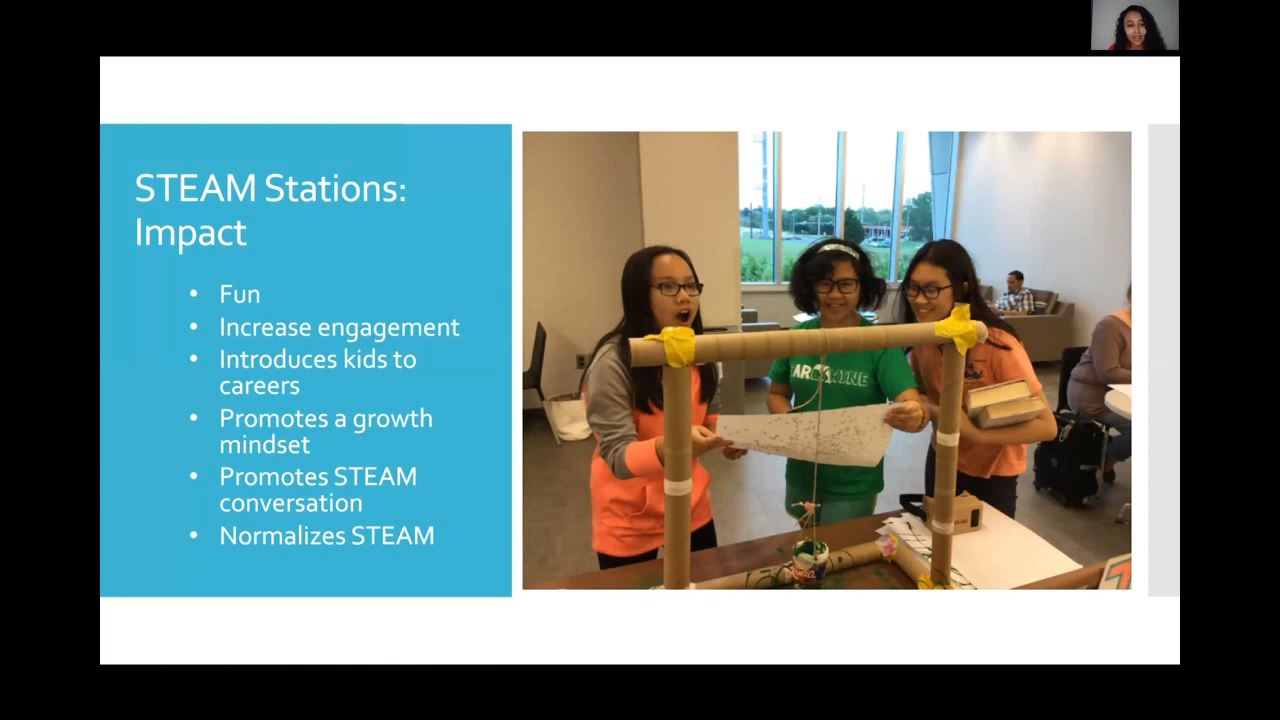 STEAM Stations:
Impact
• Fun
• Increase engagement
• Introduces kids to
careers
• Promotes a growth
mindset
• Promotes STEAM
conversation
• Normalizes STEAM